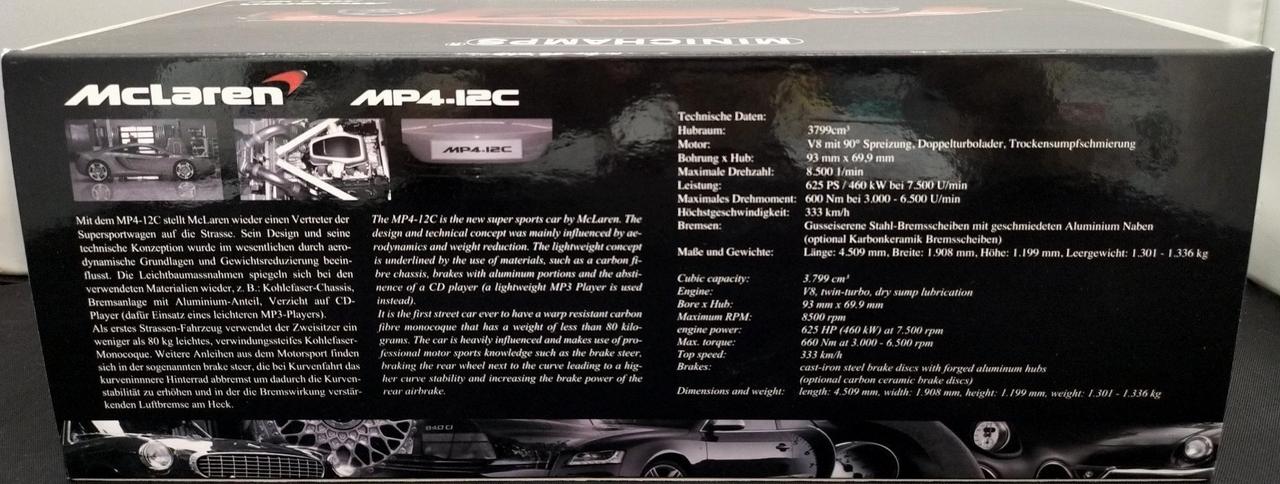 MINICHAMPS
McLaren MP4-12C
MP4-12C
Mit dem MP4-12C stellt McLaren wieder einen Vertreter der
Supersportwagen auf die Strasse. Sein Design und seine
technische Konzeption wurde im wesentlichen durch aero-
dynamische Grundlagen und Gewichtsreduzierung beein-
flusst. Die Leichtbaumassnahmen spiegeln sich bei den
verwendeten Materialien wieder, z. B.: Kohlefaser-Chassis,
Bremsanlage mit Aluminium-Anteil, Verzicht auf CD-
Player (dafür Einsatz eines leichteren MP3-Players).
Als erstes Strassen-Fahrzeug verwendet der Zweisitzer ein
weniger als 80 kg leichtes, verwindungssteifes Kohlefaser-
Monocoque. Weitere Anleihen aus dem Motorsport finden
sich in der sogenannten brake steer, die bei Kurvenfahrt das
kurveninnere Hinterrad abbremst um dadurch die Kurven-
stabilität zu erhöhen und in der die Bremswirkung verstär-
kenden Luftbremse am Heck.
The MP4-12C is the new super sports car by McLaren. The
design and technical concept was mainly influenced by ae-
rodynamics and weight reduction. The lightweight concept
is underlined by the use of materials, such as a carbon fi-
bre chassis, brakes with aluminum portions and the absti-
nence of a CD player (a lightweight MP3 Player is used
instead).
It is the first street car ever to have a warp resistant carbon
fibre monocoque that has a weight of less than 80 kilo-
grams. The car is heavily influenced and makes use of pro-
fessional motor sports knowledge such as the brake steer,
braking the rear wheel next to the curve leading to a hig-
her curve stability and increasing the brake power of the
rear airbrake.
Technische Daten:
Hubraum: 3799cm³
Motor: V8 mit 90° Spreizung, Doppelturbolader, Trockensumpfschmierung
Bohrung x Hub: 93 mm x 69,9 mm
Maximale Drehzahl: 8.500 1/min
Leistung: 625 PS / 460 kW bei 7.500 U/min
Maximales Drehmoment: 600 Nm bei 3.000 - 6.500 U/min
Höchstgeschwindigkeit: 333 km/h
Bremsen: Gusseiserene Stahl-Bremsscheiben mit geschmiedeten Aluminium Naben
(optional Karbonkeramik Bremsscheiben)
Maße und Gewichte: Länge: 4.509 mm, Breite: 1.908 mm, Höhe: 1.199 mm, Leergewicht: 1.301 - 1.336 kg
Cubic capacity: 3.799 cm³
Engine: V8, twin-turbo, dry sump lubrication
Bore x Hub: 93 mm x 69.9 mm
Maximum RPM: 8500 rpm
engine power: 625 HP (460 kW) at 7.500 rpm
Max. torque: 660 Nm at 3.000 - 6.500 rpm
Top speed: 333 km/h
Brakes: cast-iron steel brake discs with forged aluminum hubs
(optional carbon ceramic brake discs)
Dimensions and weight: length: 4.509 mm, width: 1.908 mm, height: 1.199 mm, weight: 1.301 - 1.336 kg
840 CI